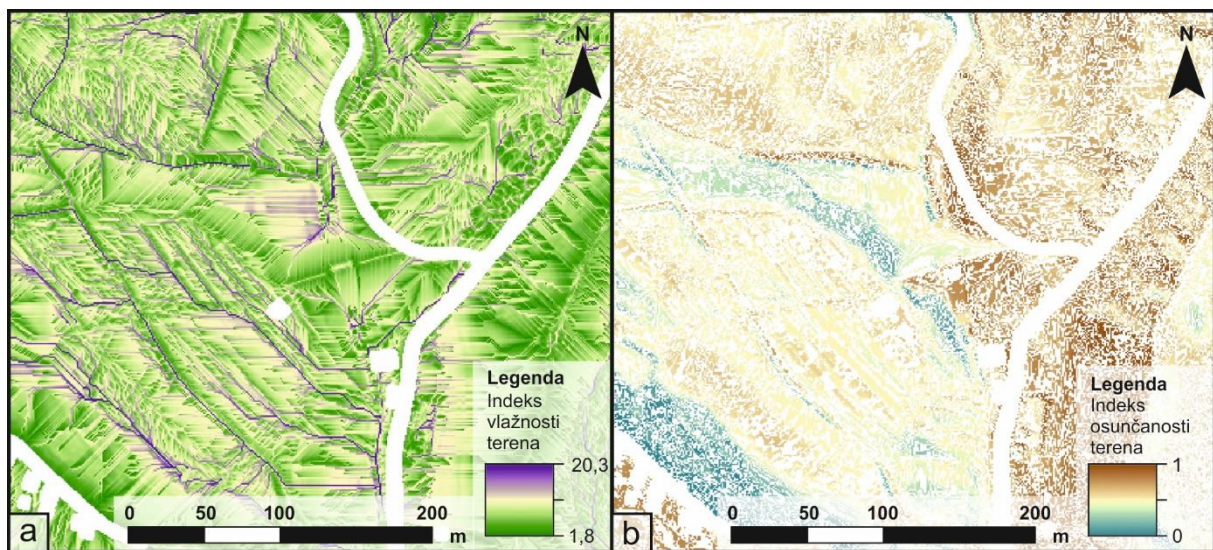 N
Legenda
Indeks
vlažnosti
terena
20,3
1,8
0 50 100 200
m
a
N
Legenda
Indeks
osunčanosti
terena
1
0
0 50 100 200
m
b